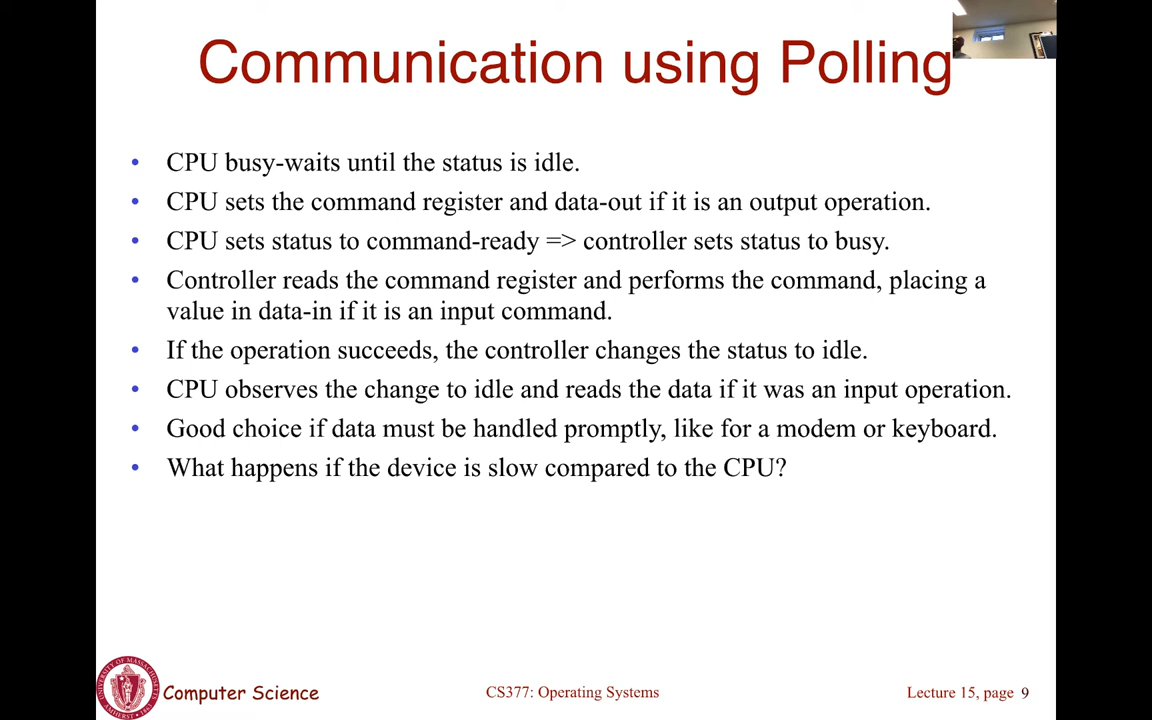 Communication using Polling
• CPU busy-waits until the status is idle.
• CPU sets the command register and data-out if it is an output operation.
• CPU sets status to command-ready => controller sets status to busy.
• Controller reads the command register and performs the command, placing a
value in data-in if it is an input command.
• If the operation succeeds, the controller changes the status to idle.
• CPU observes the change to idle and reads the data if it was an input operation.
• Good choice if data must be handled promptly, like for a modem or keyboard.
• What happens if the device is slow compared to the CPU?
UNIVERSITY OF MASSACHUSETTS
AMHERST 1863
Computer Science
CS377: Operating Systems
Lecture 15, page 9